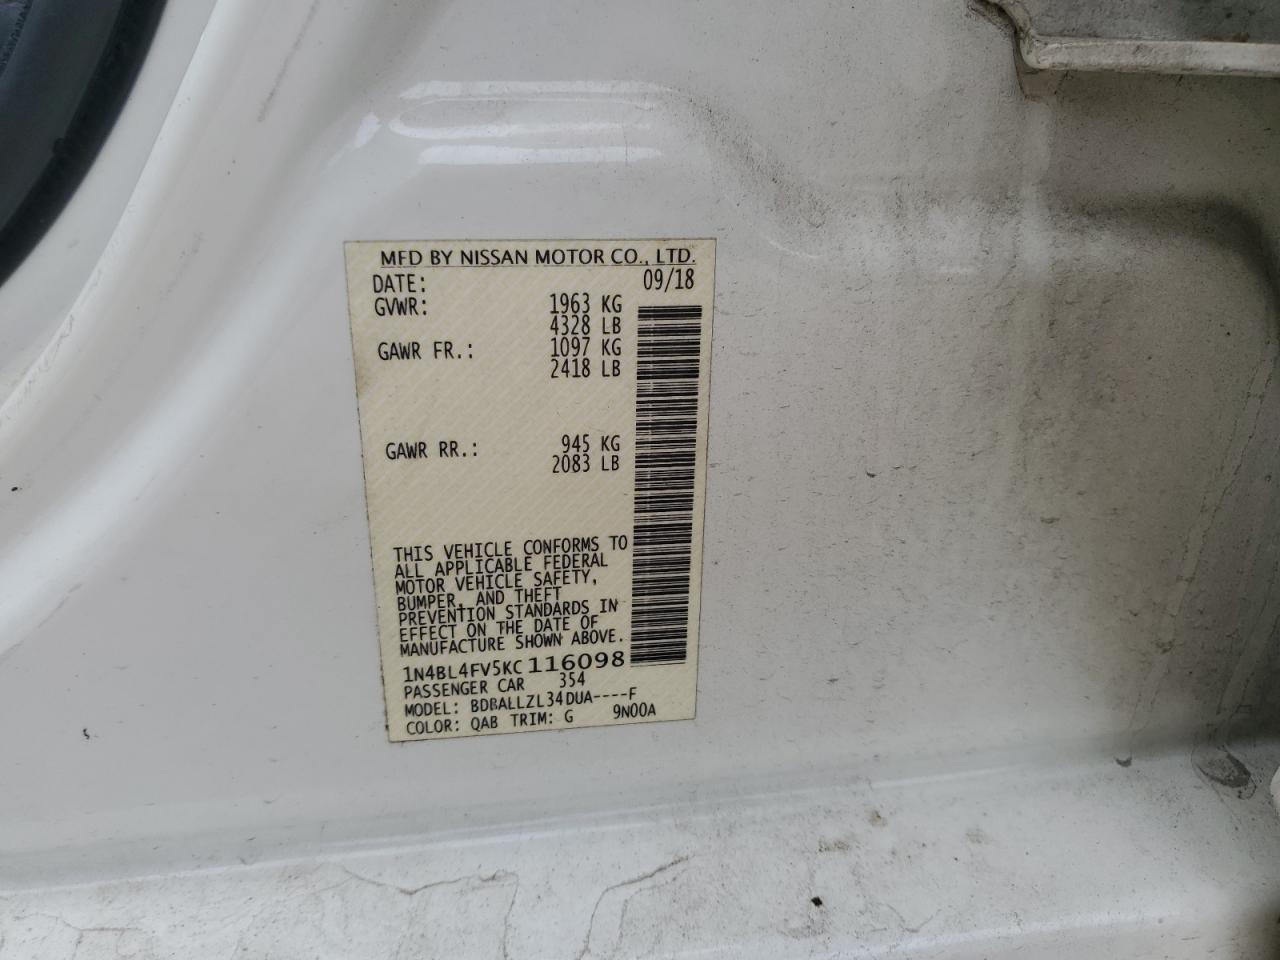 MFD BY NISSAN MOTOR CO., LTD.
DATE: 09/18
GVWR: 1963 KG
4328 LB
GAWR FR.: 1097 KG
2418 LB
GAWR RR.: 945 KG
2083 LB
THIS VEHICLE CONFORMS TO
ALL APPLICABLE FEDERAL
MOTOR VEHICLE SAFETY,
BUMPER, AND THEFT
PREVENTION STANDARDS IN
EFFECT ON THE DATE OF
MANUFACTURE SHOWN ABOVE.
1N4BL4FV5KC116098
PASSENGER CAR 354
MODEL: BDBALLZL34DUA----F
COLOR: QAB TRIM: G 9N00A